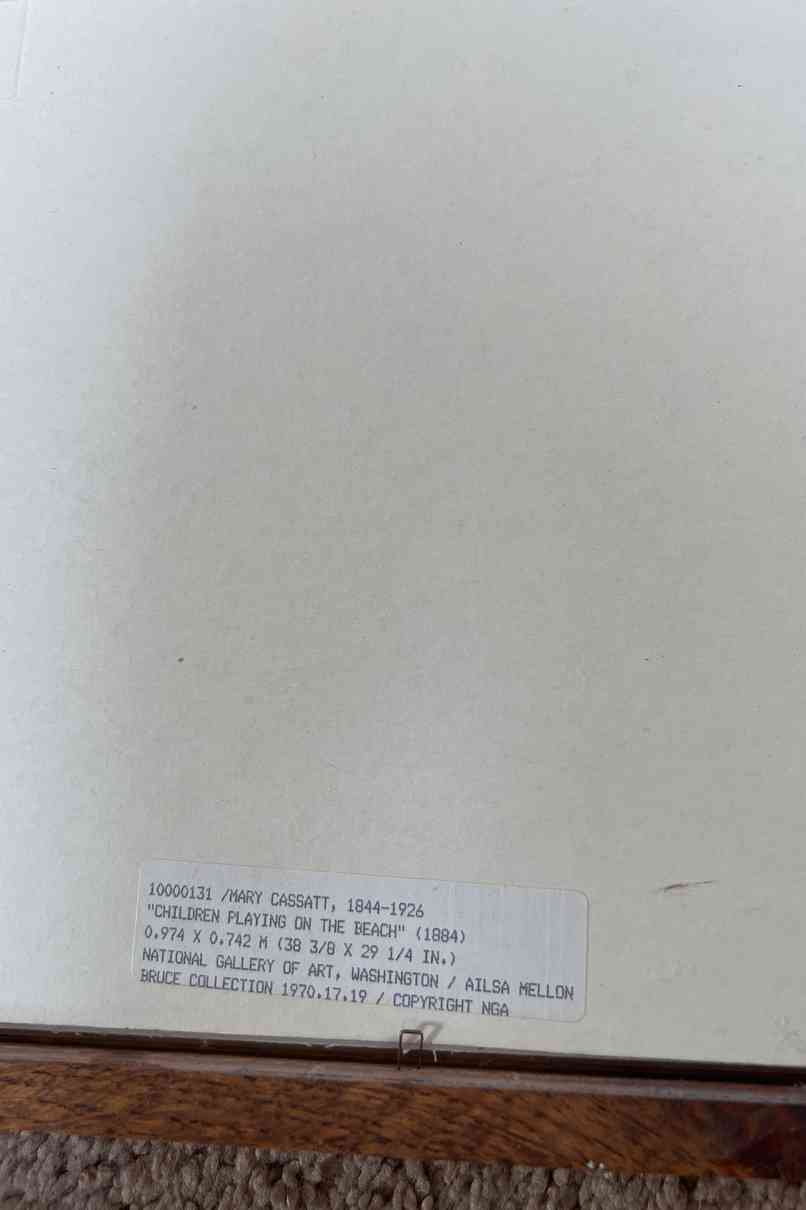 10000131 /MARY CASSATT, 1844-1926
"CHILDREN PLAYING ON THE BEACH" (1884)
0.974 X 0.742 M (38 3/8 X 29 1/4 IN.)
NATIONAL GALLERY OF ART, WASHINGTON / AILSA MELLON
BRUCE COLLECTION 1970.17.19 / COPYRIGHT NGA